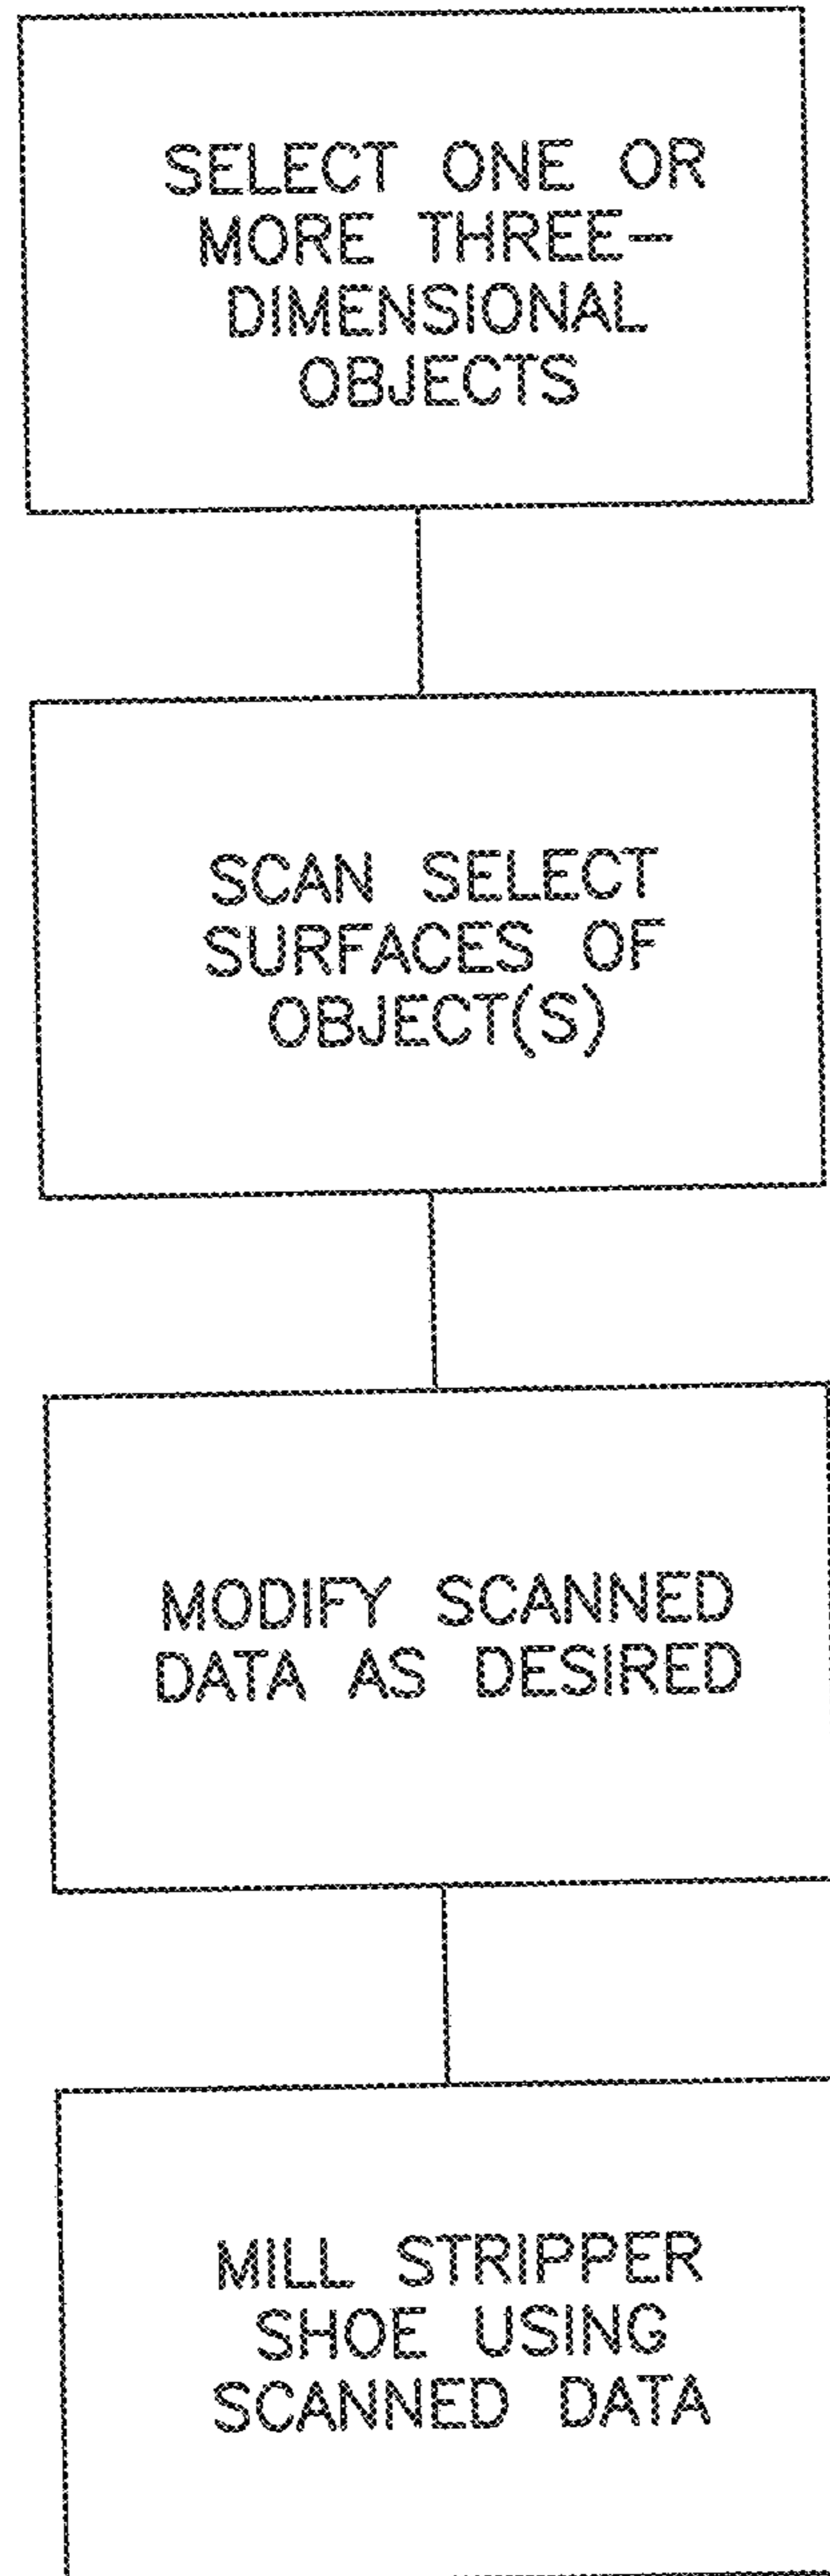 SELECT ONE OR
MORE THREE-
DIMENSIONAL
OBJECTS
SCAN SELECT
SURFACES OF
OBJECT(S)
MODIFY SCANNED
DATA AS DESIRED
MILL STRIPPER
SHOE USING
SCANNED DATA